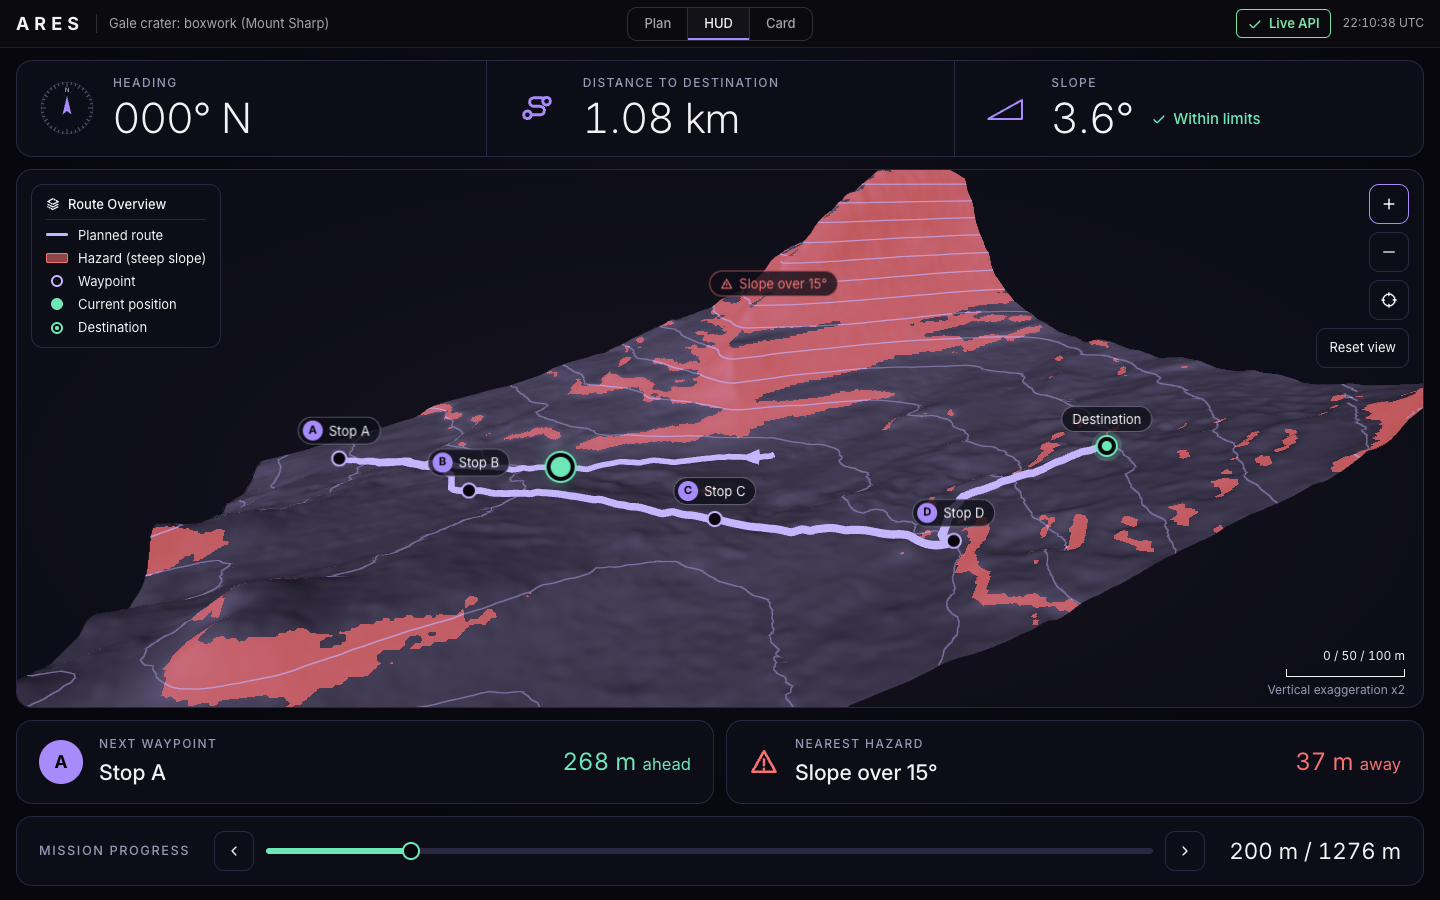 ARES
Gale crater: boxwork (Mount Sharp)
Plan
HUD
Card
Live API
22:10:38 UTC
N
HEADING
000° N
DISTANCE TO DESTINATION
1.08 km
SLOPE
3.6°
Within limits
Route Overview
Planned route
Hazard (steep slope)
Waypoint
Current position
Destination
Slope over 15°
Reset view
A Stop A
B Stop B
C Stop C
D Stop D
Destination
0 / 50 / 100 m
Vertical exaggeration x2
A
NEXT WAYPOINT
Stop A
268 m ahead
NEAREST HAZARD
Slope over 15°
37 m away
MISSION PROGRESS
200 m / 1276 m